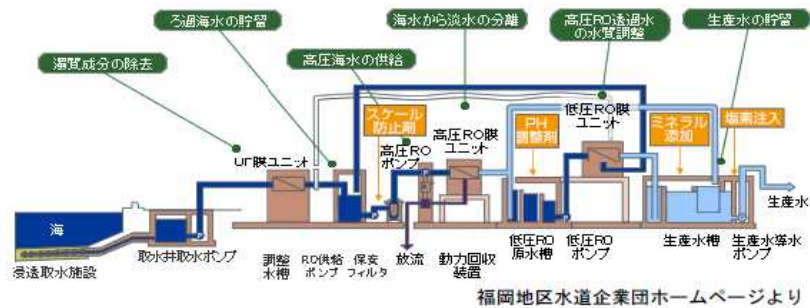 ろ過海水の貯留
海水から淡水の分離
高圧RO透過水
の水質調整
生産水の貯留
濁質成分の除去
高圧海水の供給
スケール
防止剤
低圧RO膜
ユニット
高圧RO
ポンプ
高圧RO膜
ユニット
PH
調整剤
ミネラル
添加
塩素注入
UF膜ユニット
生産水
海
浸透取水施設
取水井取水ポンプ
調整
水槽
RO供給
ポンプ
保安
フィルタ
放流
動力回収
装置
低圧RO
原水槽
低圧RO
ポンプ
生産水槽
生産水等水
ポンプ
福岡地区水道企業団ホームページより